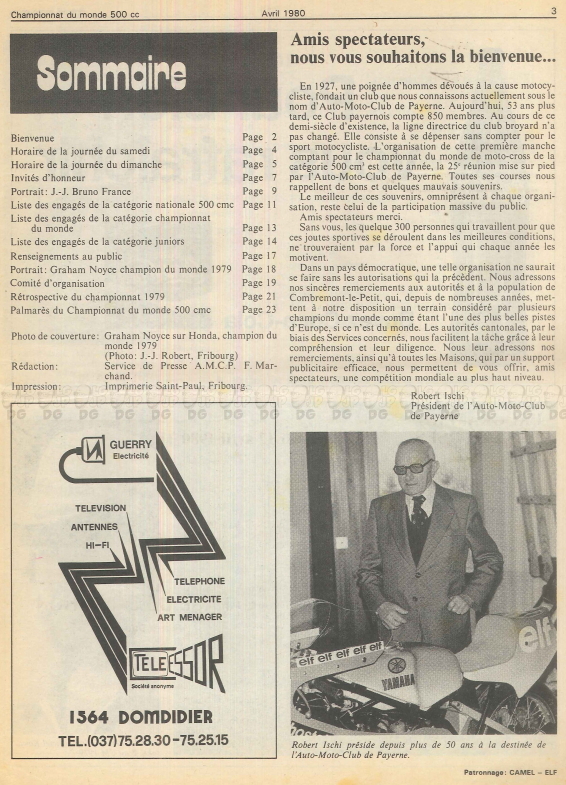 Championnat du monde 500 cc
Avril 1980
3
Sommaire
Bienvenue Page 2
Horaire de la journée du samedi Page 4
Horaire de la journée du dimanche Page 5
Invités d'honneur Page 7
Portrait: J.-J. Bruno France Page 9
Liste des engagés de la catégorie nationale 500 cmc Page 11
Liste des engagés de la catégorie championnat
du monde Page 13
Liste des engagés de la catégorie juniors Page 14
Renseignements au public Page 17
Portrait: Graham Noyce champion du monde 1979 Page 18
Comité d'organisation Page 19
Rétrospective du championnat 1979 Page 21
Palmarès du Championnat du monde 500 cmc Page 23
Photo de couverture: Graham Noyce sur Honda, champion du
monde 1979
(Photo: J.-J. Robert, Fribourg)
Rédaction: Service de Presse A.M.C.P. F. Mar-
chand.
Impression: Imprimerie Saint-Paul, Fribourg.
GUERRY
Electricité
TELEVISION
ANTENNES
HI-FI
TELEPHONE
ELECTRICITE
ART MENAGER
TELE ESSOR
Société anonyme
1564 DOMDIDIER
TEL.(037)75.28.30-75.25.15
Amis spectateurs,
nous vous souhaitons la bienvenue...
En 1927, une poignée d'hommes dévoués à la cause motocy-
cliste, fondait un club que nous connaissons actuellement sous le
nom d'Auto-Moto-Club de Payerne. Aujourd'hui, 53 ans plus
tard, ce Club payernois compte 850 membres. Au cours de ce
demi-siècle d'existence, la ligne directrice du club broyard n'a
pas changé. Elle consiste à se dépenser sans compter pour le
sport motocycliste. L'organisation de cette première manche
comptant pour le championnat du monde de moto-cross de la
catégorie 500 cm³ est cette année, la 25e réunion mise sur pied
par l'Auto-Moto-Club de Payerne. Toutes ses courses nous
rappellent de bons et quelques mauvais souvenirs.
Le meilleur de ces souvenirs, omniprésent à chaque organi-
sation, reste celui de la participation massive du public.
Amis spectateurs merci.
Sans vous, les quelque 300 personnes qui travaillent pour que
ces joutes sportives se déroulent dans les meilleures conditions,
ne trouveraient par la force et l'appui qui chaque année les
motivent.
Dans un pays démocratique, une telle organisation ne saurait
se faire sans les autorisations qui la précèdent. Nous adressons
nos sincères remerciements aux autorités et à la population de
Combremont-le-Petit, qui, depuis de nombreuses années, met-
tent à notre disposition un terrain considéré par plusieurs
champions du monde comme étant l'une des plus belles pistes
d'Europe, si ce n'est du monde. Les autorités cantonales, par le
biais des Services concernés, nous facilitent la tâche grâce à leur
compréhension et leur diligence. Nous leur adressons nos
remerciements, ainsi qu'à toutes les Maisons, qui par un support
publicitaire efficace, nous permettent de vous offrir, amis
spectateurs, une compétition mondiale au plus haut niveau.
Robert Ischi
Président de l'Auto-Moto-Club
de Payerne
elf
elf elf elf elf elf
YAMAHA
Robert Ischi préside depuis plus de 50 ans à la destinée de
l'Auto-Moto-Club de Payerne.
Patronnage: CAMEL – ELF